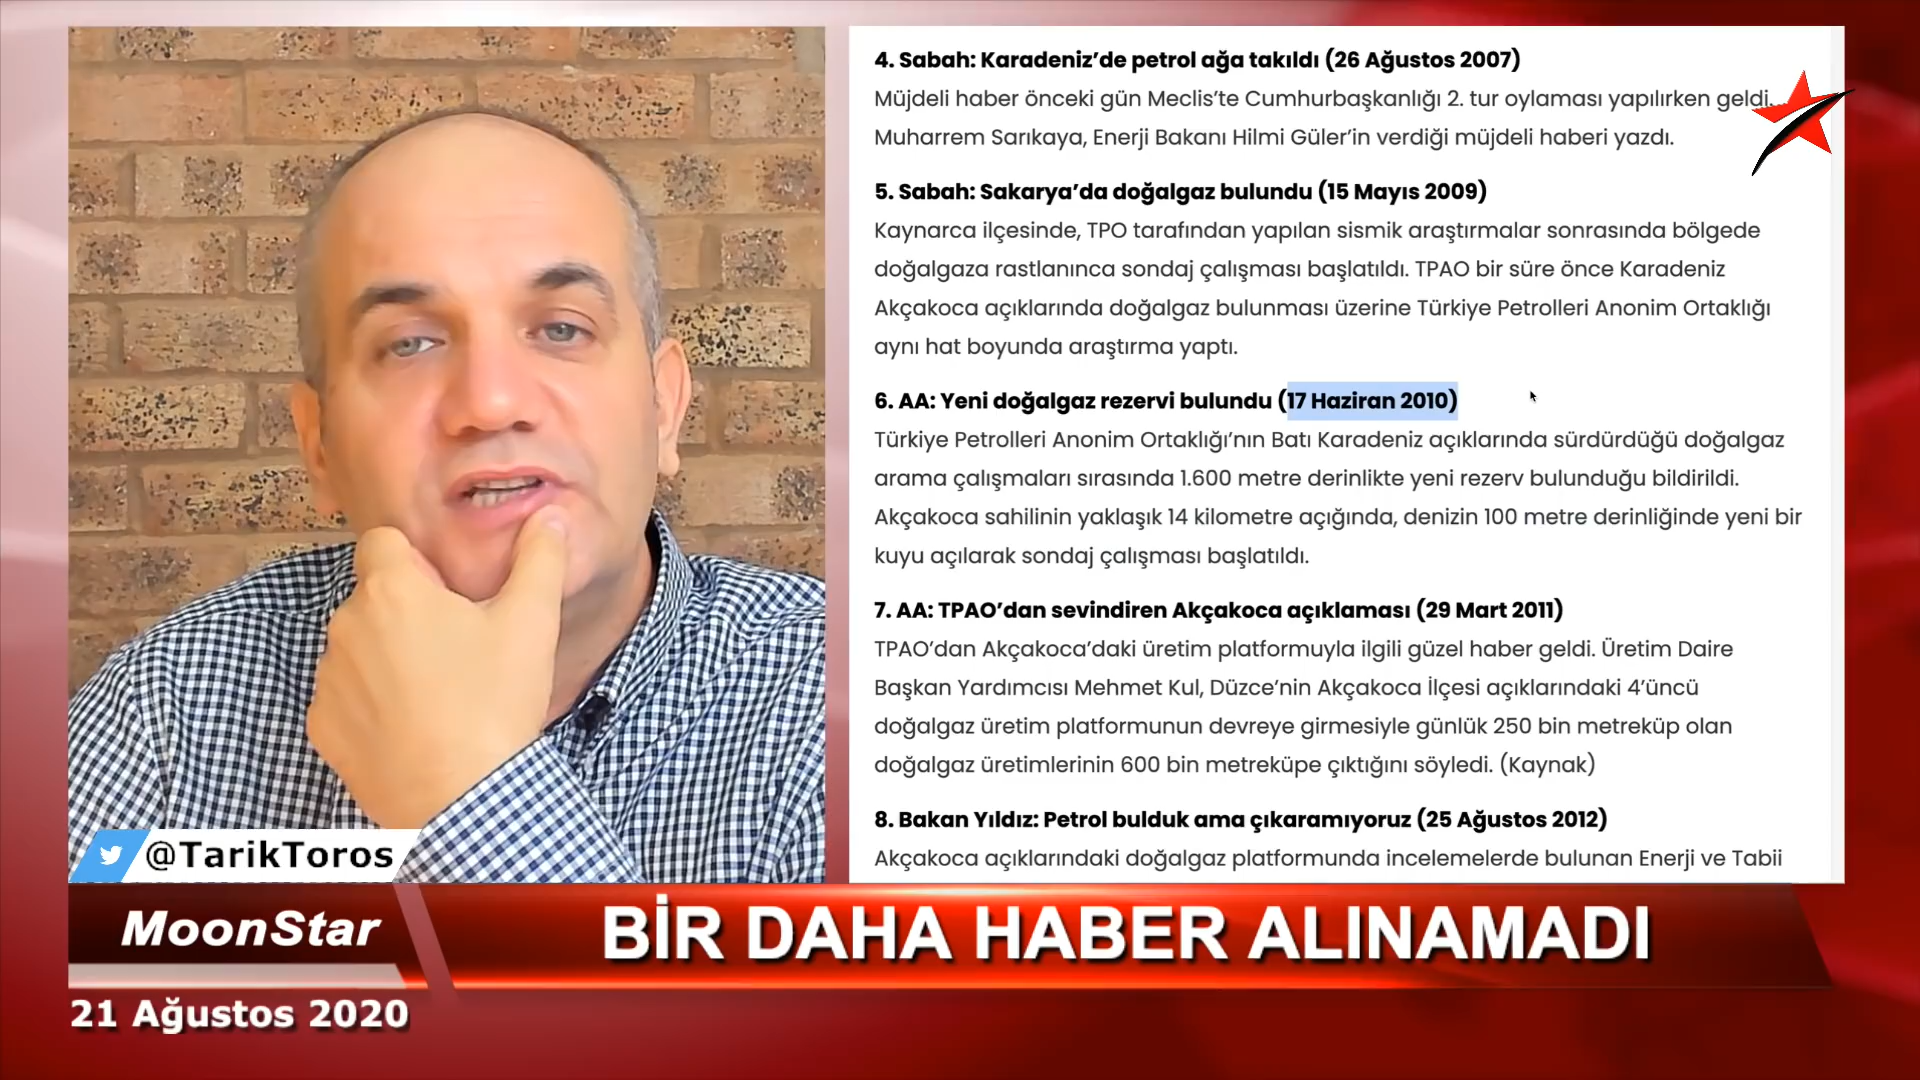 4. Sabah: Karadeniz’de petrol ağa takıldı (26 Ağustos 2007)
Müjdeli haber önceki gün Meclis’te Cumhurbaşkanlığı 2. tur oylaması yapılırken geldi.
Muharrem Sarıkaya, Enerji Bakanı Hilmi Güler’in verdiği müjdeli haberi yazdı.
5. Sabah: Sakarya’da doğalgaz bulundu (15 Mayıs 2009)
Kaynarca ilçesinde, TPO tarafından yapılan sismik araştırmalar sonrasında bölgede
doğalgaza rastlanınca sondaj çalışması başlatıldı. TPAO bir süre önce Karadeniz
Akçakoca açıklarında doğalgaz bulunması üzerine Türkiye Petrolleri Anonim Ortaklığı
aynı hat boyunda araştırma yaptı.
6. AA: Yeni doğalgaz rezervi bulundu (17 Haziran 2010)
Türkiye Petrolleri Anonim Ortaklığı’nın Batı Karadeniz açıklarında sürdürdüğü doğalgaz
arama çalışmaları sırasında 1.600 metre derinlikte yeni rezerv bulunduğu bildirildi.
Akçakoca sahilinin yaklaşık 14 kilometre açığında, denizin 100 metre derinliğinde yeni bir
kuyu açılarak sondaj çalışması başlatıldı.
7. AA: TPAO’dan sevindiren Akçakoca açıklaması (29 Mart 2011)
TPAO’dan Akçakoca’daki üretim platformuyla ilgili güzel haber geldi. Üretim Daire
Başkan Yardımcısı Mehmet Kul, Düzce’nin Akçakoca İlçesi açıklarındaki 4’üncü
doğalgaz üretim platformunun devreye girmesiyle günlük 250 bin metreküp olan
doğalgaz üretimlerinin 600 bin metreküpe çıktığını söyledi. (Kaynak)
8. Bakan Yıldız: Petrol bulduk ama çıkaramıyoruz (25 Ağustos 2012)
Akçakoca açıklarındaki doğalgaz platformunda incelemelerde bulunan Enerji ve Tabii
@TarikToros
MoonStar
BİR DAHA HABER ALINAMADI
21 Ağustos 2020